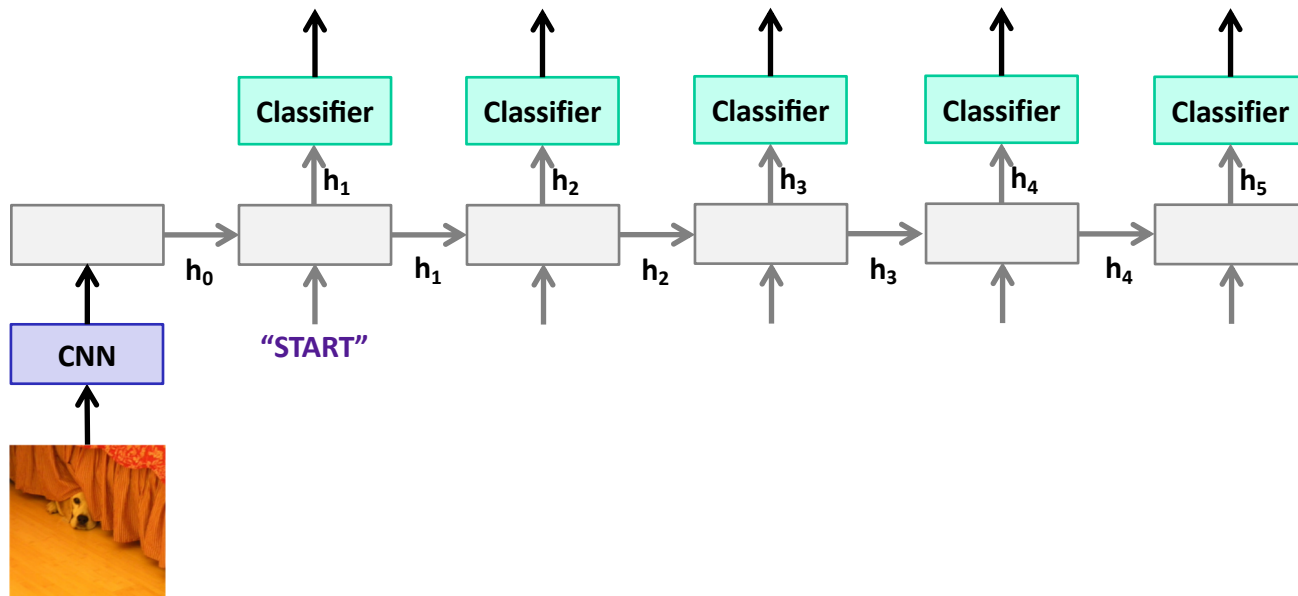 Classifier Classifier Classifier Classifier Classifier
h₁ h₂ h₃ h₄ h₅
h₀ h₁ h₂ h₃ h₄
“START”
CNN